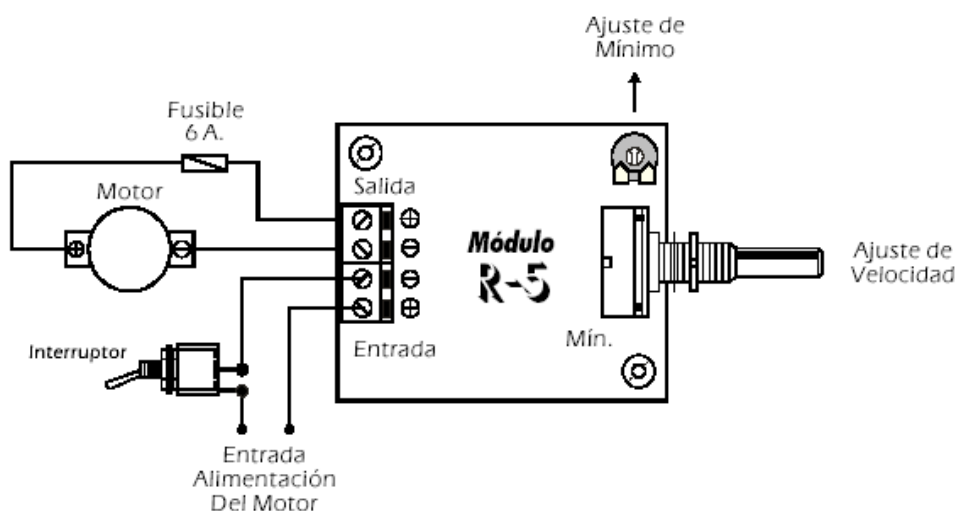 Ajuste de
Mínimo
Fusible
6 A.
Motor
Salida
Módulo
R-5
Ajuste de
Velocidad
Mín.
Interruptor
Entrada
Entrada
Alimentación
Del Motor